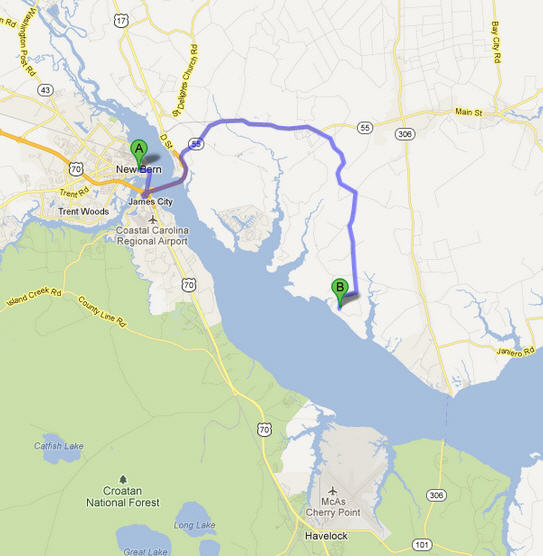 17
Washington Post Rd
n Rd
St Delights Church Rd
Bay City Rd
43
Main St
D St
55
55
306
A
70
New Bern
Trent Rd
James City
Trent Woods
Coastal Carolina
Regional Airport
70
B
Island Creek Rd
County Line Rd
Janiero Rd
70
Catfish Lake
Croatan
National Forest
McAs
Cherry Point
306
Long Lake
Havelock
Great Lake
101